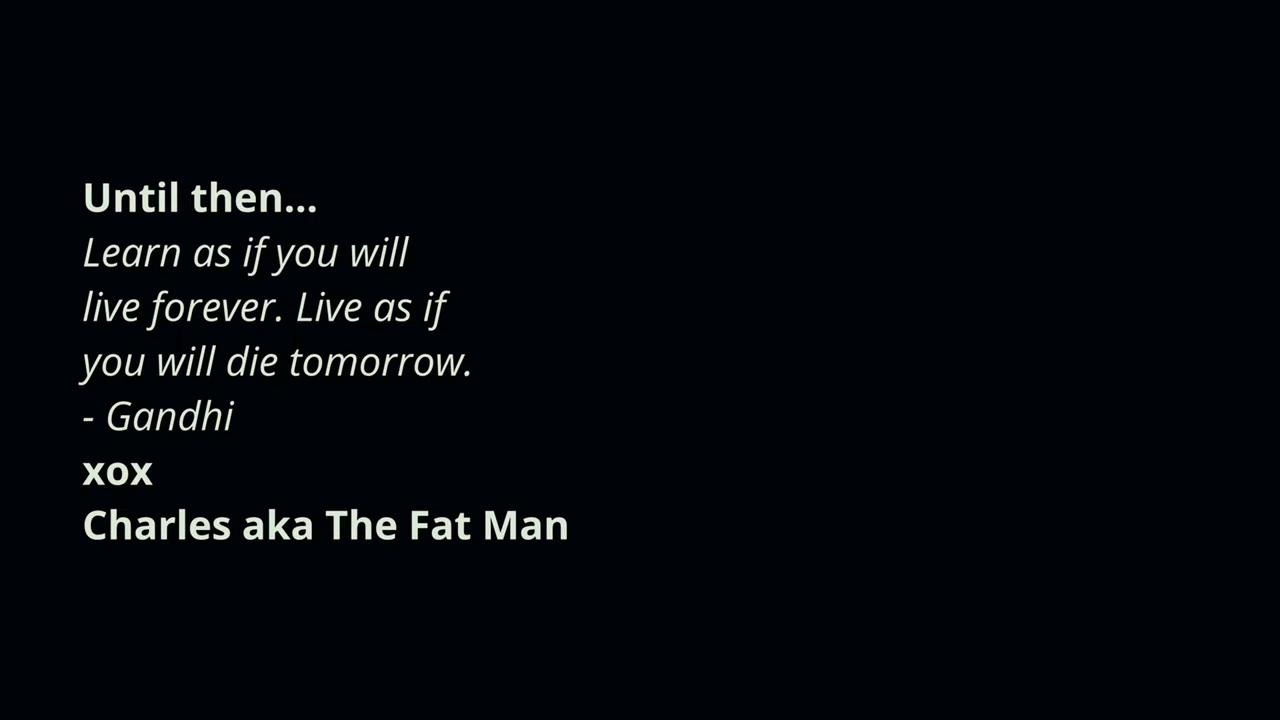 Until then...
Learn as if you will
live forever. Live as if
you will die tomorrow.
- Gandhi
xox
Charles aka The Fat Man